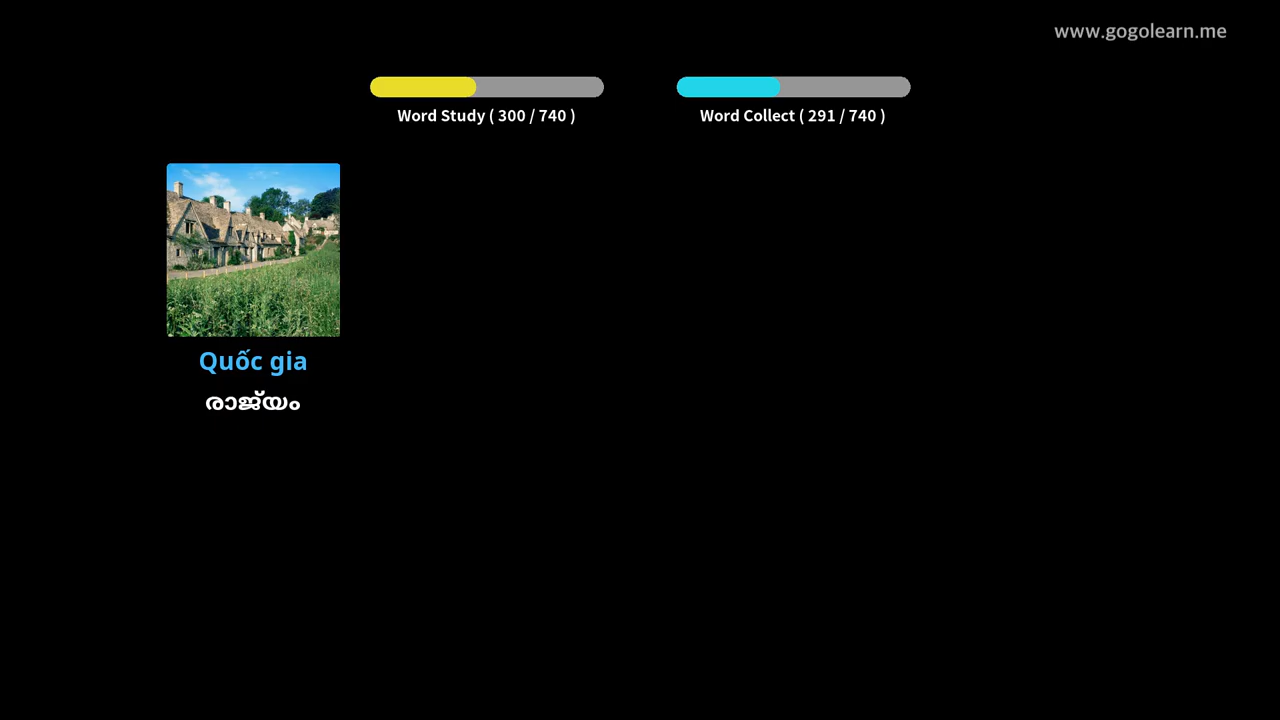 www.gogolearn.me
Word Study ( 300 / 740 )
Word Collect ( 291 / 740 )
Quốc gia
രാജ്യം